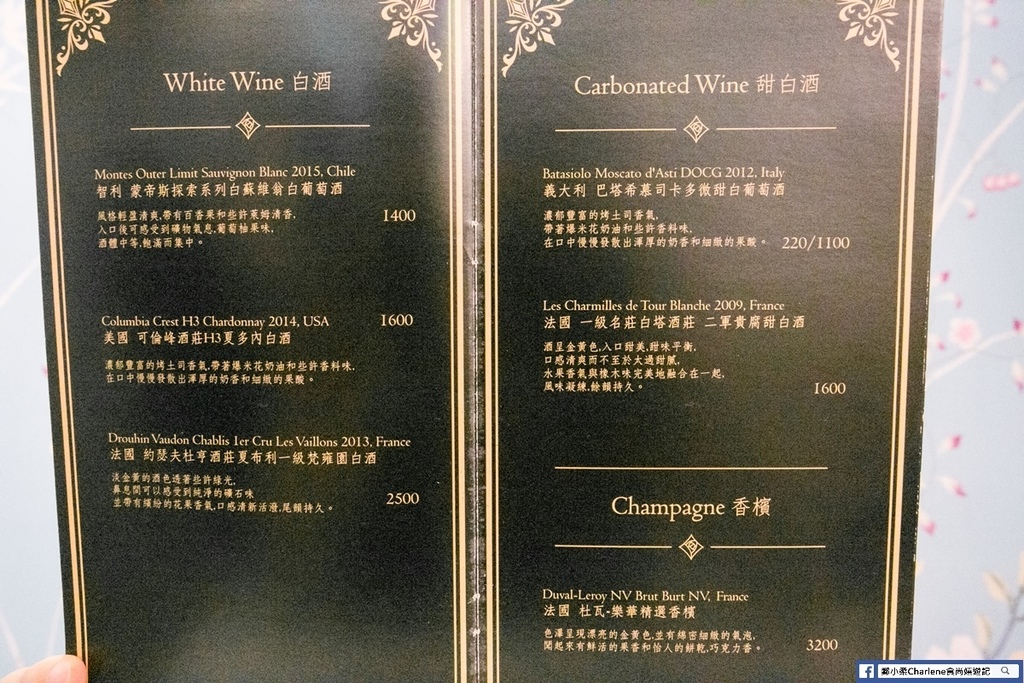 White Wine 白酒
Montes Outer Limit Sauvignon Blanc 2015, Chile
智利 蒙帝斯探索系列白蘇維翁白葡萄酒
風格輕盈清爽,帶有百香果和些許萊姆清香,
入口後可感受到礦物氣息,葡萄柚果味,
酒體中等,飽滿而集中。
1400
Columbia Crest H3 Chardonnay 2014, USA
1600
美國 可倫峰酒莊H3夏多內白酒
濃郁豐富的烤土司香氣,帶著爆米花奶油和些許香料味,
在口中慢慢發散出渾厚的奶香和細緻的果酸。
Drouhin Vaudon Chablis 1er Cru Les Vaillons 2013, France
法國 約瑟夫杜亨酒莊夏布利一級梵雍園白酒
淡金黃的酒色透著些許綠光,
鼻息間可以感受到純淨的礦石味
並帶有繽紛的花果香氣,口感清新活潑,尾韻持久。
2500
Carbonated Wine 甜白酒
Batasiolo Moscato d'Asti DOCG 2012, Italy
義大利 巴塔希慕司卡多微甜白葡萄酒
濃郁豐富的烤土司香氣,
帶著爆米花奶油和些許香料味,
在口中慢慢發散出渾厚的奶香和細緻的果酸。
220/1100
Les Charmilles de Tour Blanche 2009, France
法國 一級名莊白塔酒莊 二軍貴腐甜白酒
酒呈金黃色,入口甜美,甜味平衡,
口感清爽而不至於大過甜膩,
水果香氣與橡木味完美地融合在一起,
風味凝練,餘韻持久。
1600
Champagne 香檳
Duval-Leroy NV Brut Burt NV, France
法國 杜瓦-樂華精選香檳
色澤呈現漂亮的金黃色,並有綿密細緻的氣泡,
聞起來有鮮活的果香和怡人的餅乾,巧克力香。
3200
鄭小柔Charlene食尚娛遊記